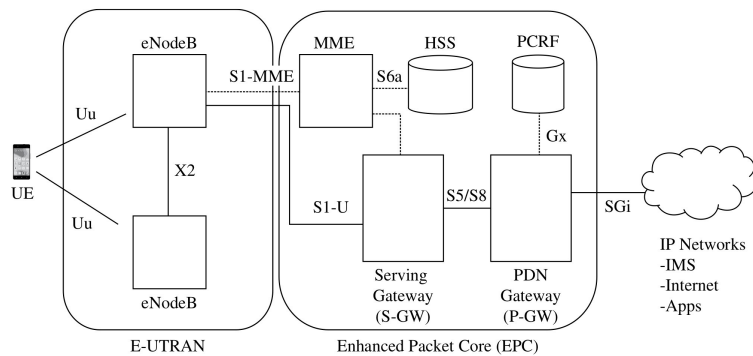 eNodeB
MME
HSS
PCRF
S1-MME
S6a
Uu
Gx
X2
UE
S1-U
S5/S8
SGi
Uu
eNodeB
Serving
Gateway
(S-GW)
PDN
Gateway
(P-GW)
IP Networks
-IMS
-Internet
-Apps
E-UTRAN
Enhanced Packet Core (EPC)